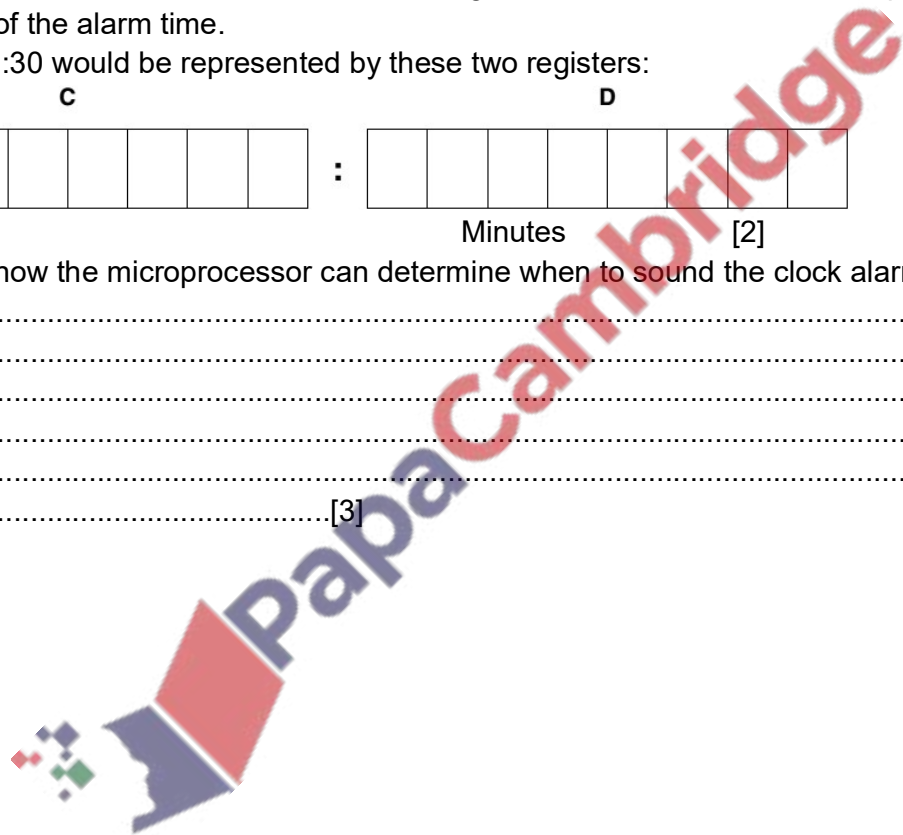 of the alarm time.
:30 would be represented by these two registers:
C D
:
Minutes [2]
how the microprocessor can determine when to sound the clock alar
[3]
PapaCambridge